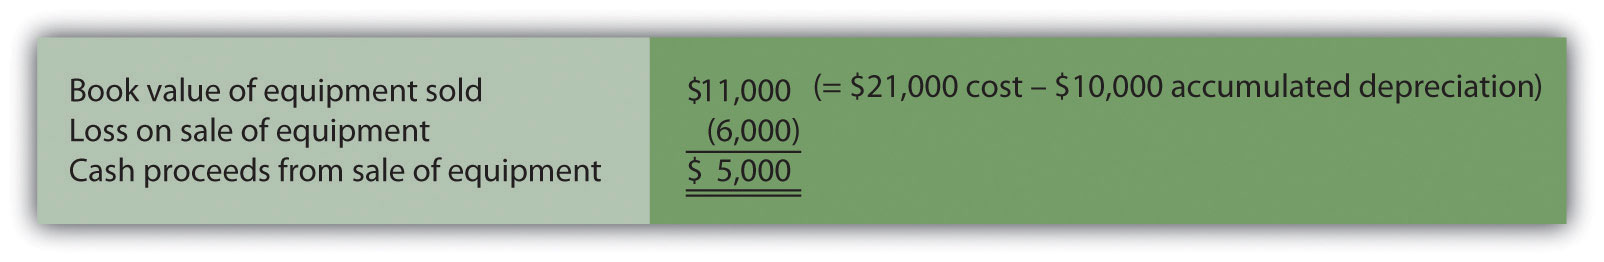 Book value of equipment sold $11,000 (= $21,000 cost – $10,000 accumulated depreciation)
Loss on sale of equipment (6,000)
Cash proceeds from sale of equipment $ 5,000